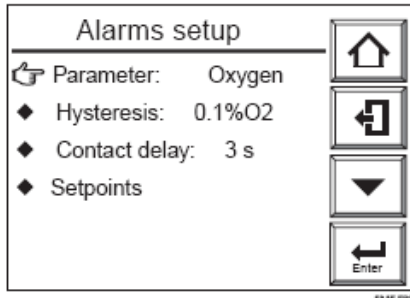 Alarms setup
Parameter: Oxygen
Hysteresis: 0.1%O2
Contact delay: 3 s
Setpoints
Enter